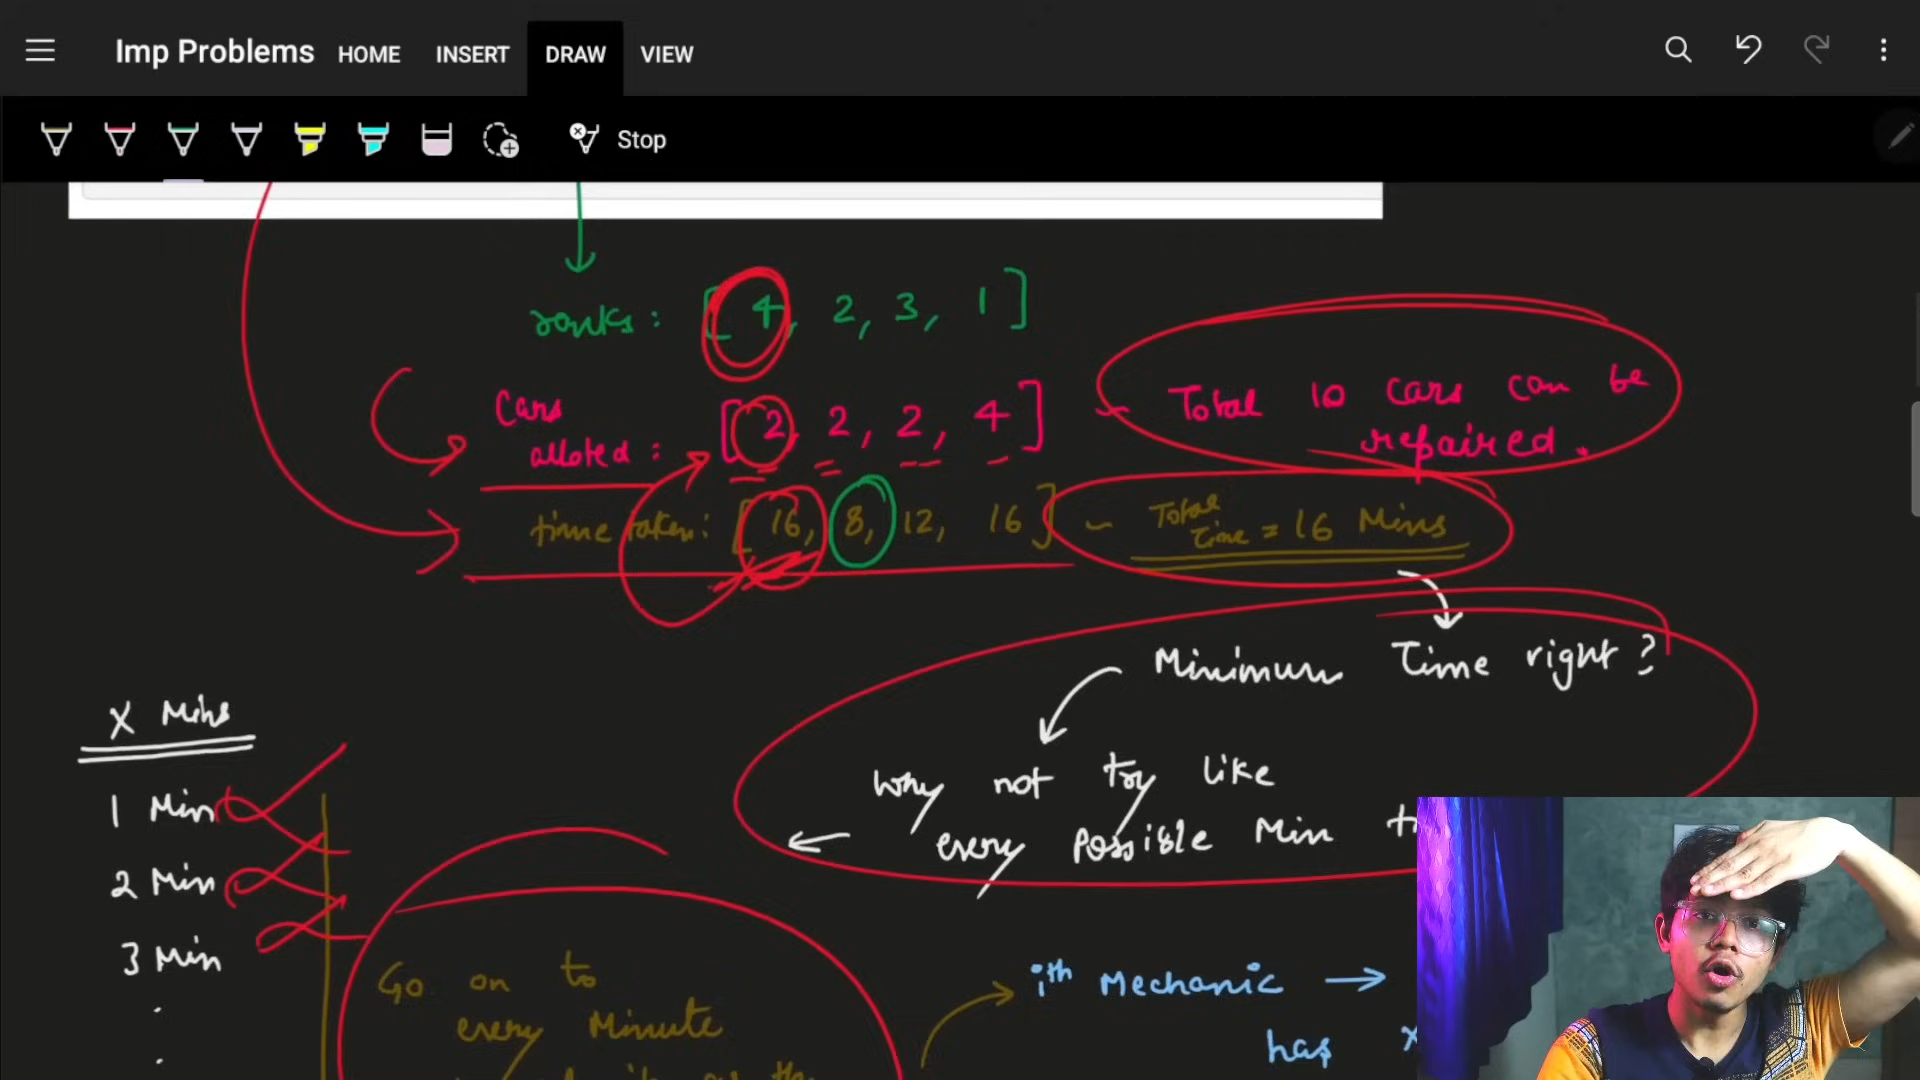 Imp Problems HOME INSERT DRAW VIEW
Stop
ranks : [ 4, 2, 3, 1 ]
Cars alloted : [ 2, 2, 2, 4 ] - Total 10 cars can be repaired.
time taken: [ 16, 8, 12, 16 ] - Total Time = 16 Mins
Minimum Time right ?
X Mins
why not try like
1 Min
every possible Min
2 Min
3 Min
Go on to
ith Mechanic →
every Minute
has x